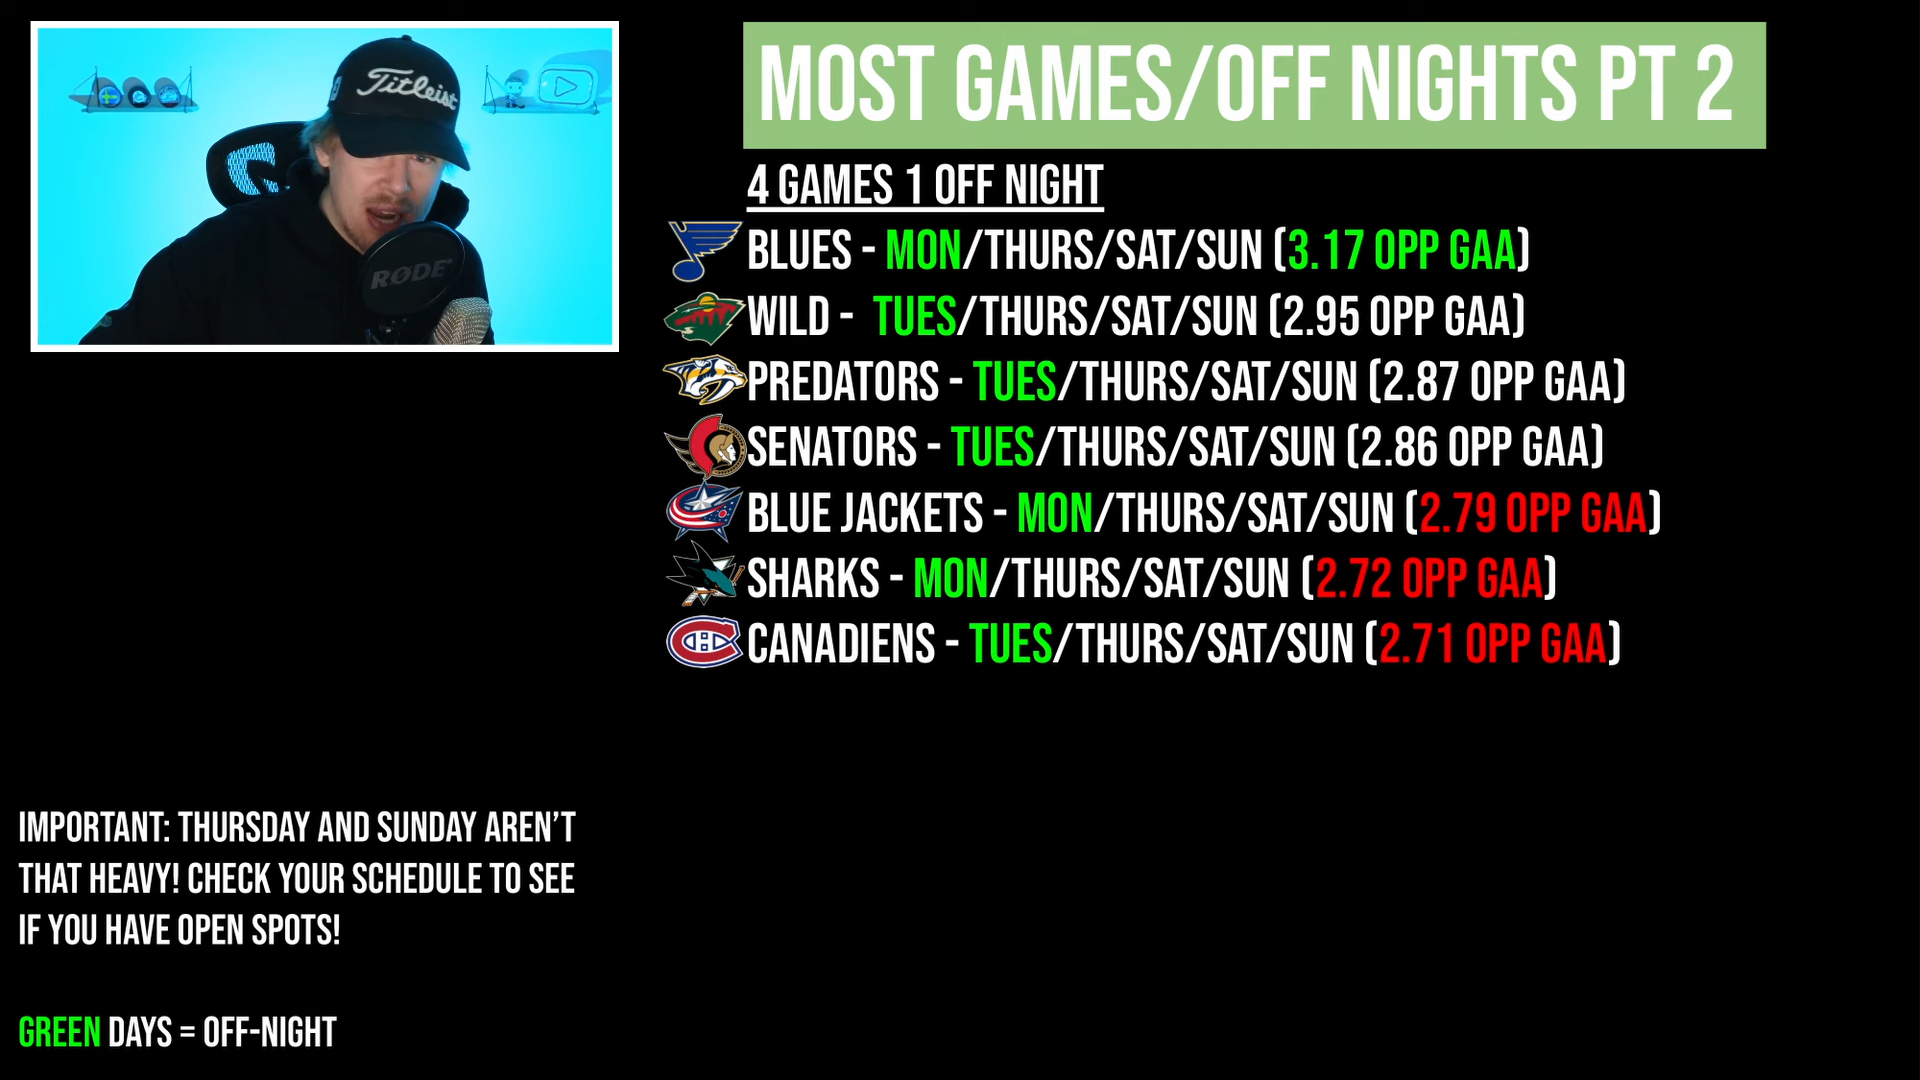 Titleist
RØDE
MOST GAMES/OFF NIGHTS PT 2
4 GAMES 1 OFF NIGHT
BLUES - MON/THURS/SAT/SUN (3.17 OPP GAA)
WILD - TUES/THURS/SAT/SUN (2.95 OPP GAA)
PREDATORS - TUES/THURS/SAT/SUN (2.87 OPP GAA)
SENATORS - TUES/THURS/SAT/SUN (2.86 OPP GAA)
BLUE JACKETS - MON/THURS/SAT/SUN (2.79 OPP GAA)
SHARKS - MON/THURS/SAT/SUN (2.72 OPP GAA)
CANADIENS - TUES/THURS/SAT/SUN (2.71 OPP GAA)
IMPORTANT: THURSDAY AND SUNDAY AREN'T
THAT HEAVY! CHECK YOUR SCHEDULE TO SEE
IF YOU HAVE OPEN SPOTS!
GREEN DAYS = OFF-NIGHT